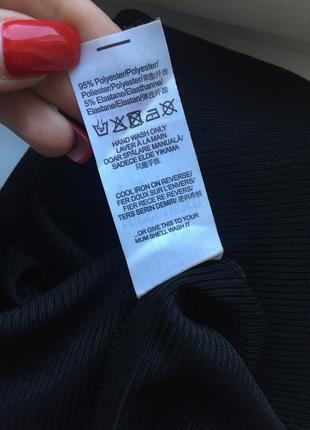 95% Polyester/Polyester/
Poliester/Poliester/聚酯纤维
5% Elastane/Elasthanne/
Elastane/Elastan/弹性纤维
HAND WASH ONLY
LAVER À LA MAIN
DOAR SPĂLARE MANUALĂ/
SADECE ELDE YIKAMA
只能手洗
COOL IRON ON REVERSE/
FER DOUX SUR L'ENVERS/
FIER RECE PE REVERS/
TERS SERIN DEMIR/
...OR GIVE THIS TO YOUR
MUM SHE'LL WASH IT